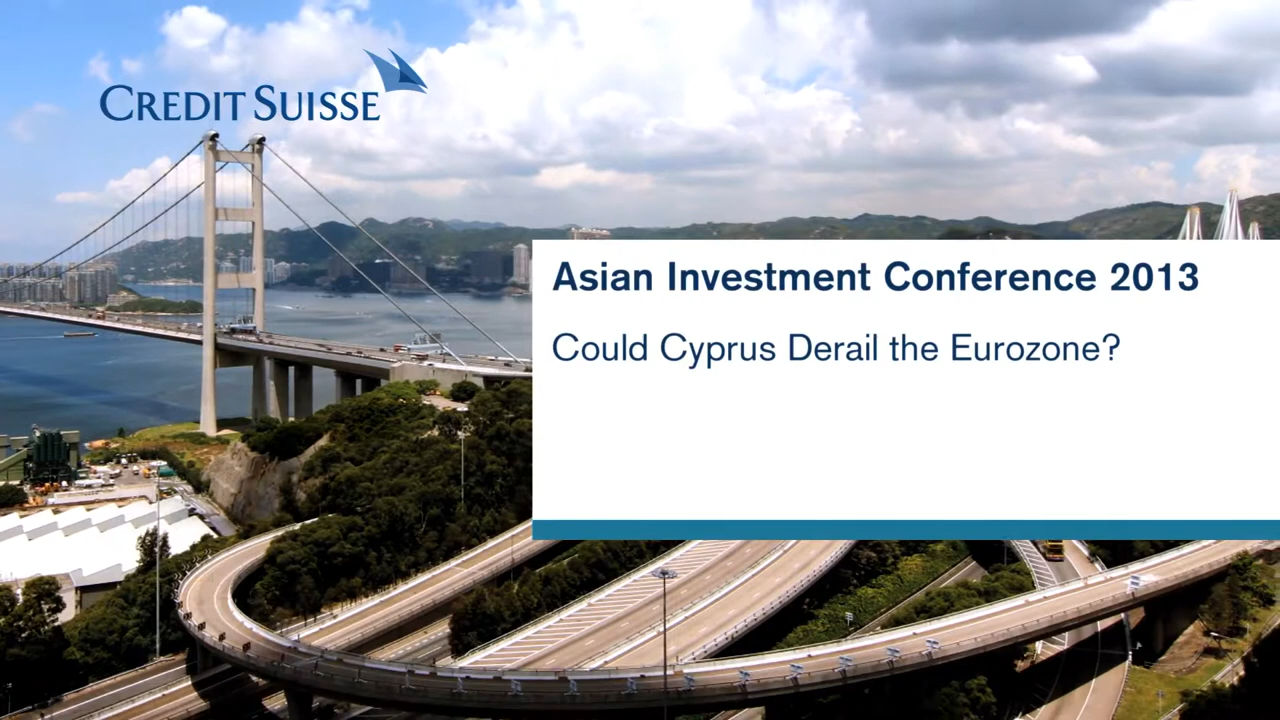 CREDIT SUISSE
Asian Investment Conference 2013
Could Cyprus Derail the Eurozone?